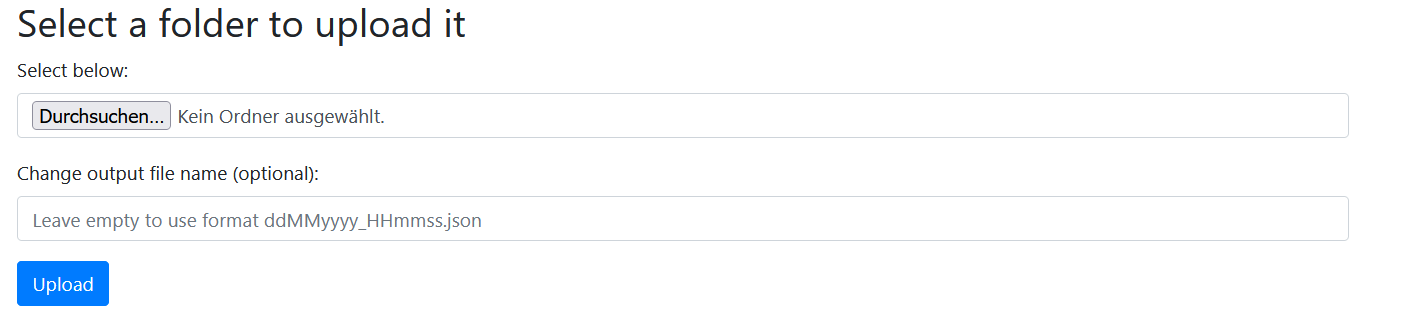 Select a folder to upload it
Select below:
Durchsuchen... Kein Ordner ausgewählt.
Change output file name (optional):
Leave empty to use format ddMMyyyy_HHmmss.json
Upload